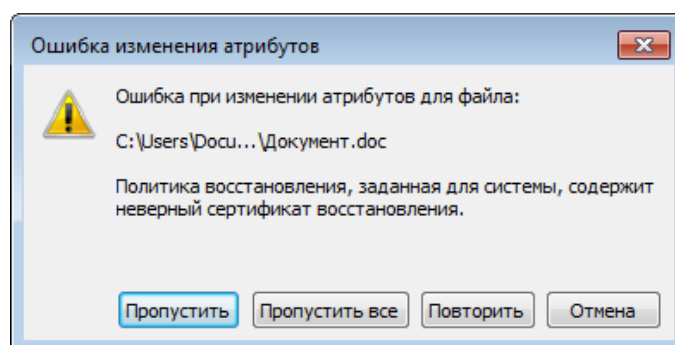 Ошибка изменения атрибутов
Ошибка при изменении атрибутов для файла:
C:\Users\Docu...\Документ.doc
Политика восстановления, заданная для системы, содержит
неверный сертификат восстановления.
Пропустить Пропустить все Повторить Отмена